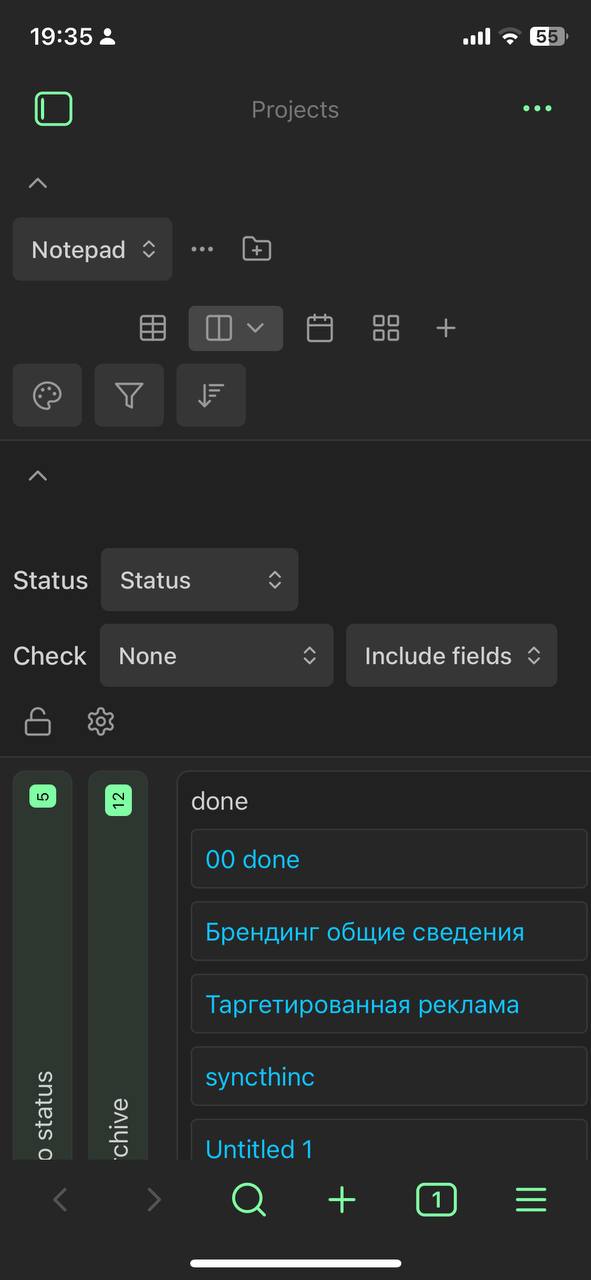 19:35
55
Projects
Notepad
Status Status
Check None Include fields
5
12
done
00 done
Брендинг общие сведения
Таргетированная реклама
syncthinc
Untitled 1
o status
chive
1